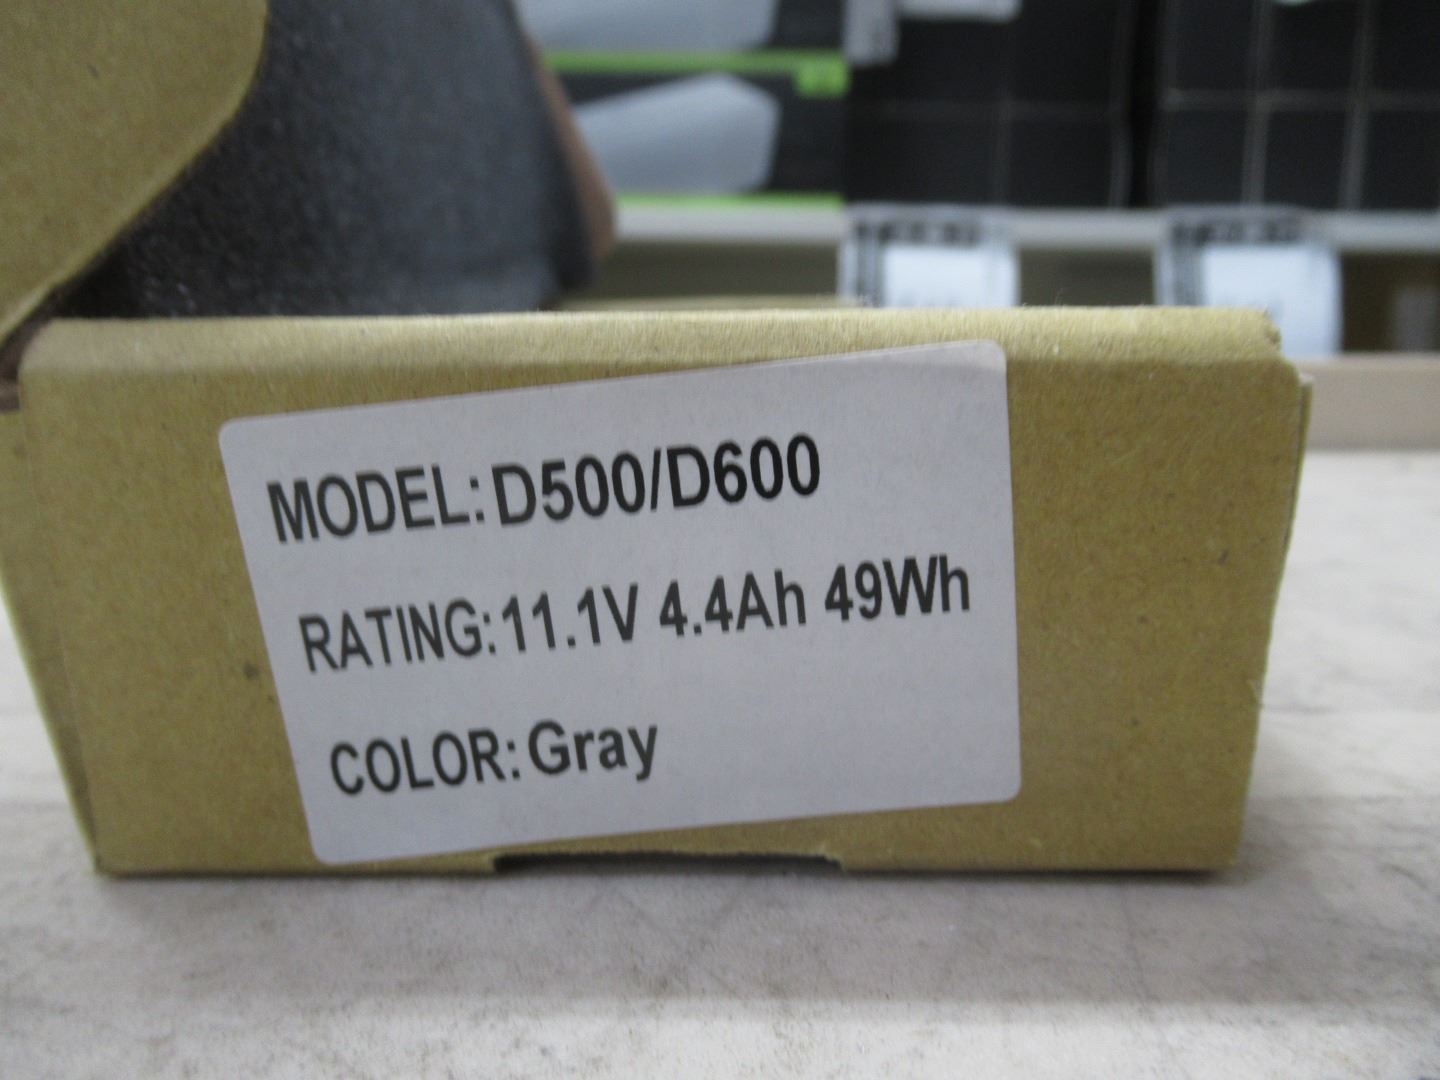 MODEL: D500/D600
RATING: 11.1V 4.4Ah 49Wh
COLOR: Gray